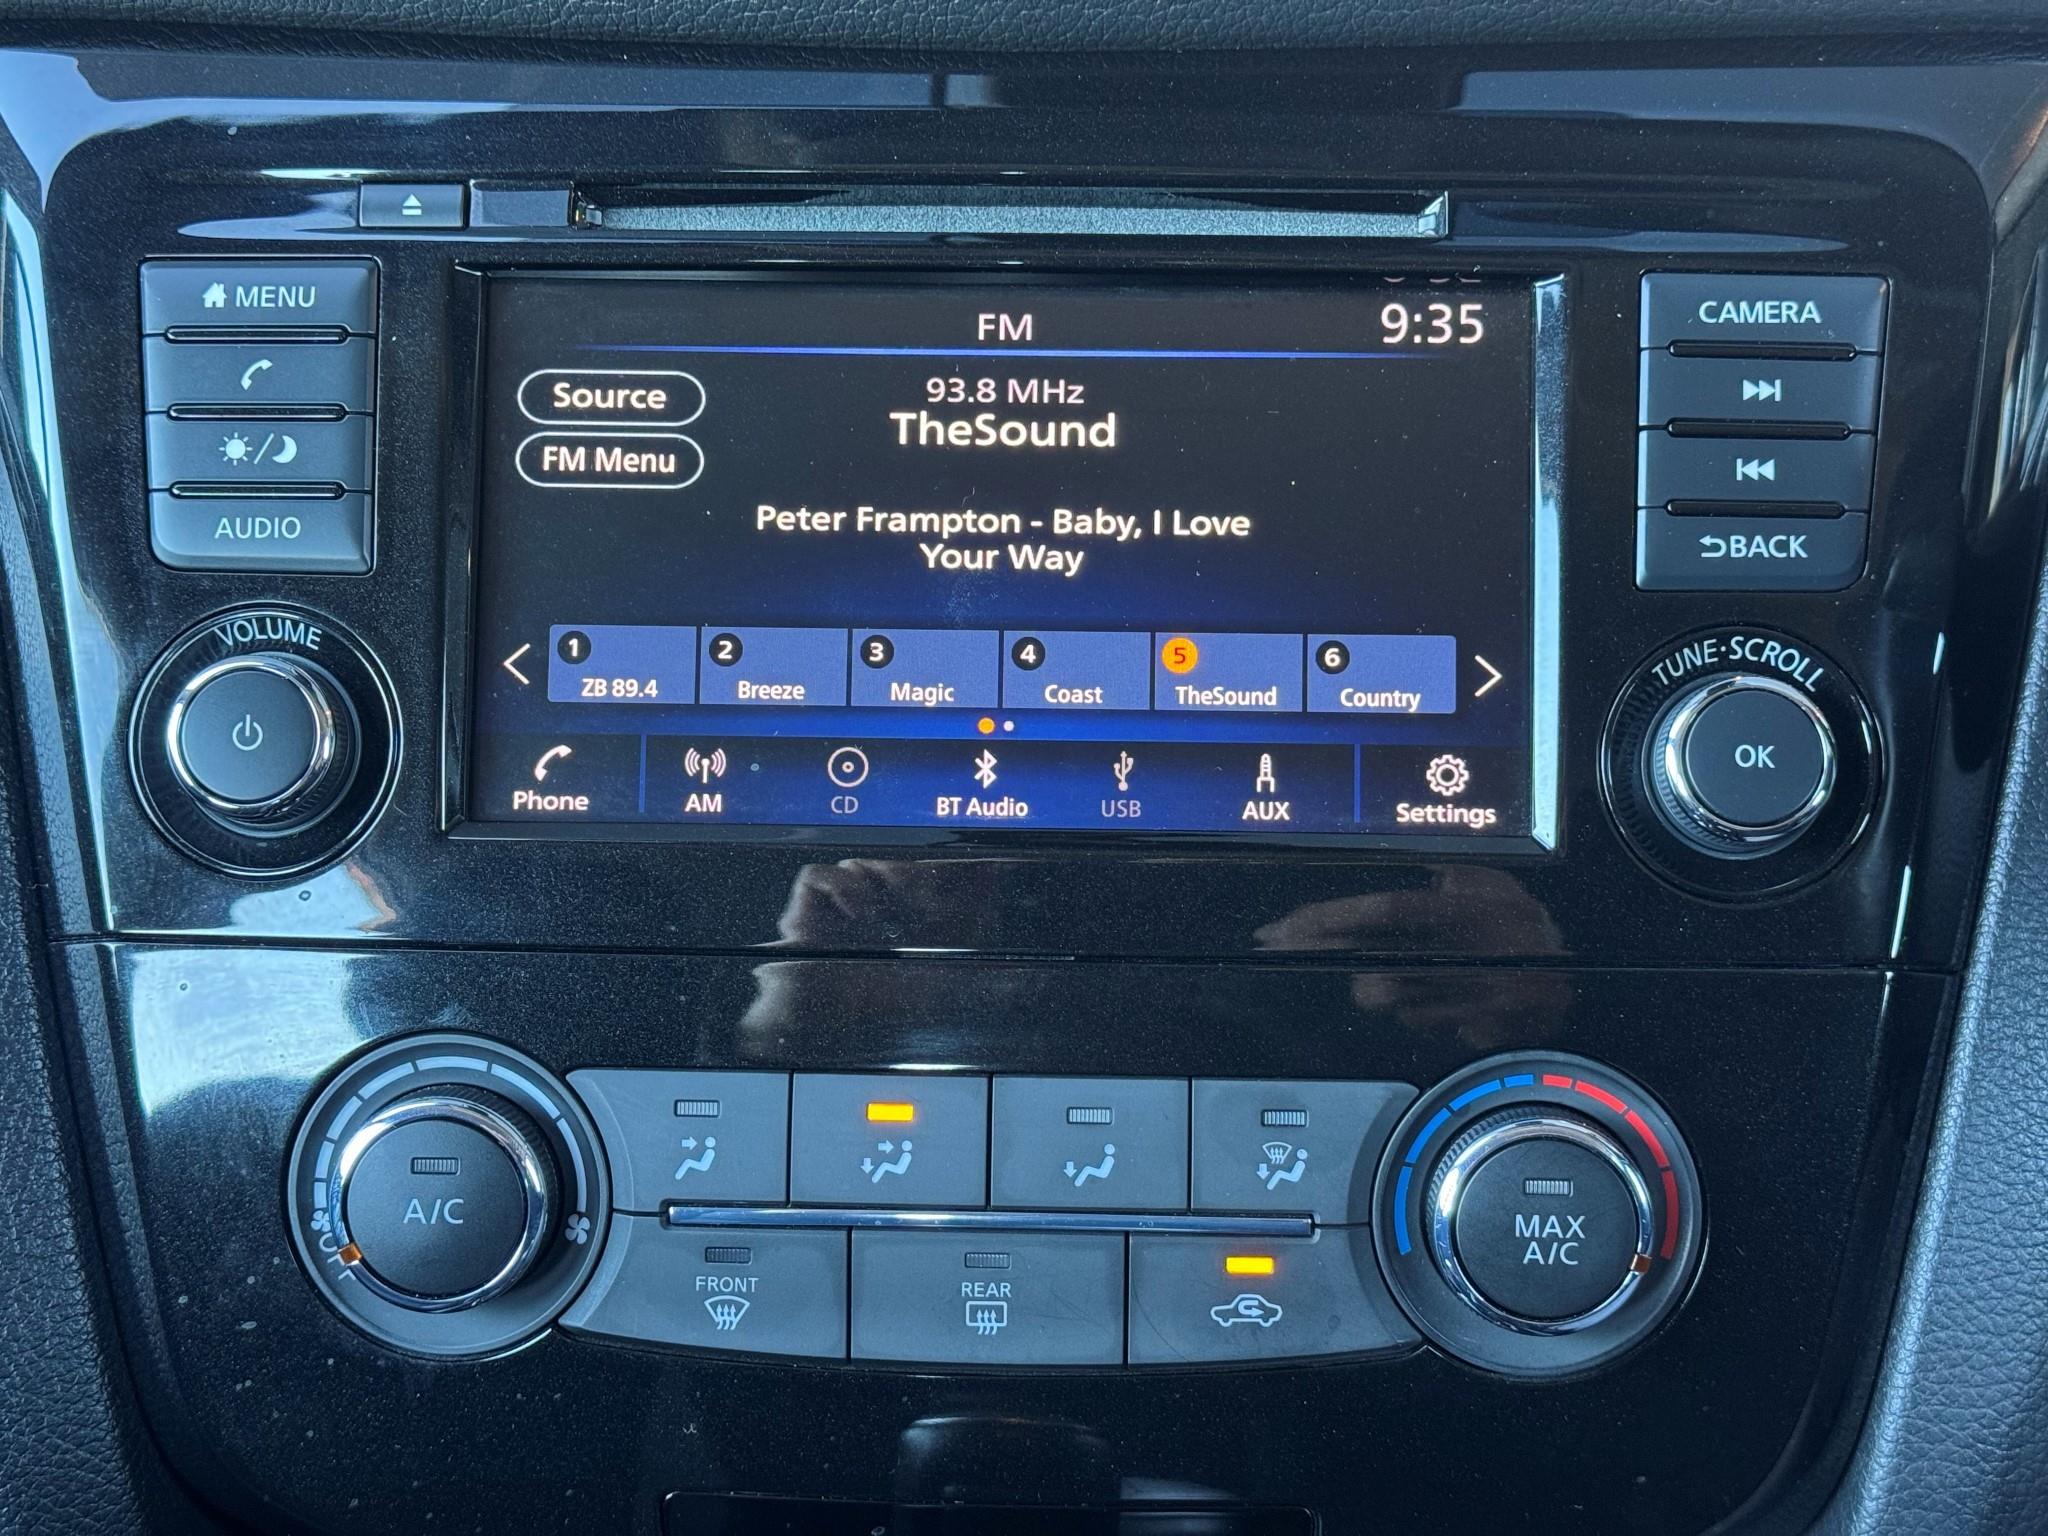 MENU
AUDIO
VOLUME
FM
9:35
Source
93.8 MHz
TheSound
FM Menu
Peter Frampton - Baby, I Love
Your Way
1
ZB 89.4
2
Breeze
3
Magic
4
Coast
5
TheSound
6
Country
Phone
AM
CD
BT Audio
USB
AUX
Settings
CAMERA
BACK
TUNE·SCROLL
OK
A/C
OFF
FRONT
REAR
MAX
A/C